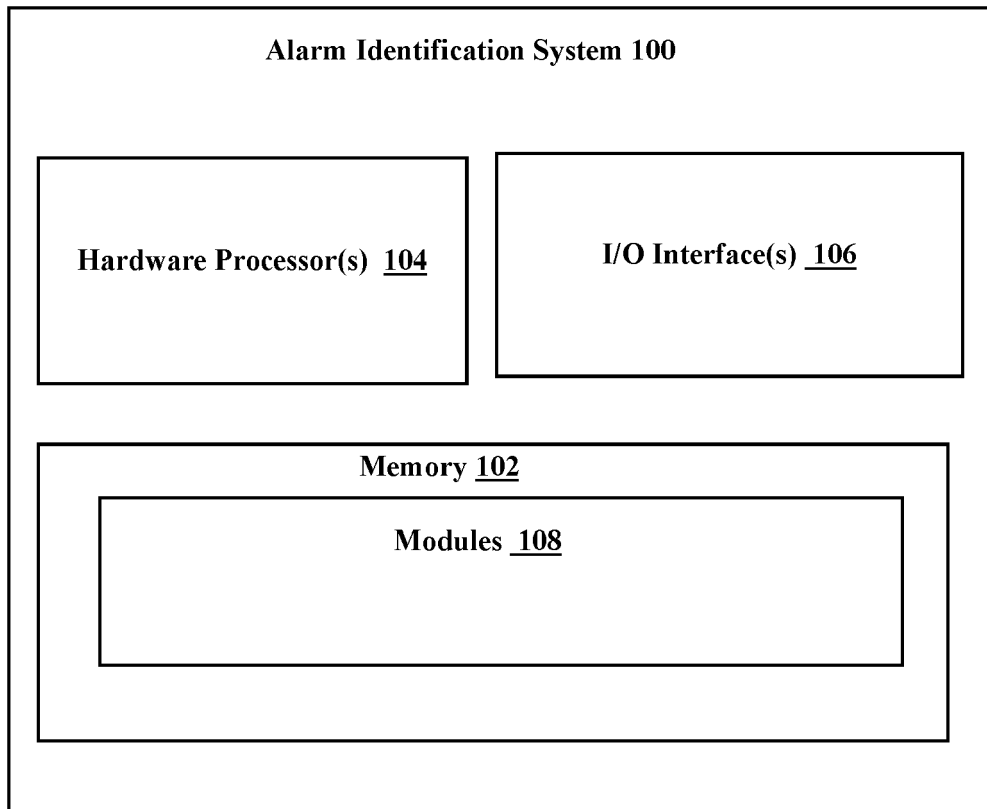 Alarm Identification System 100
Hardware Processor(s) 104
I/O Interface(s) 106
Memory 102
Modules 108